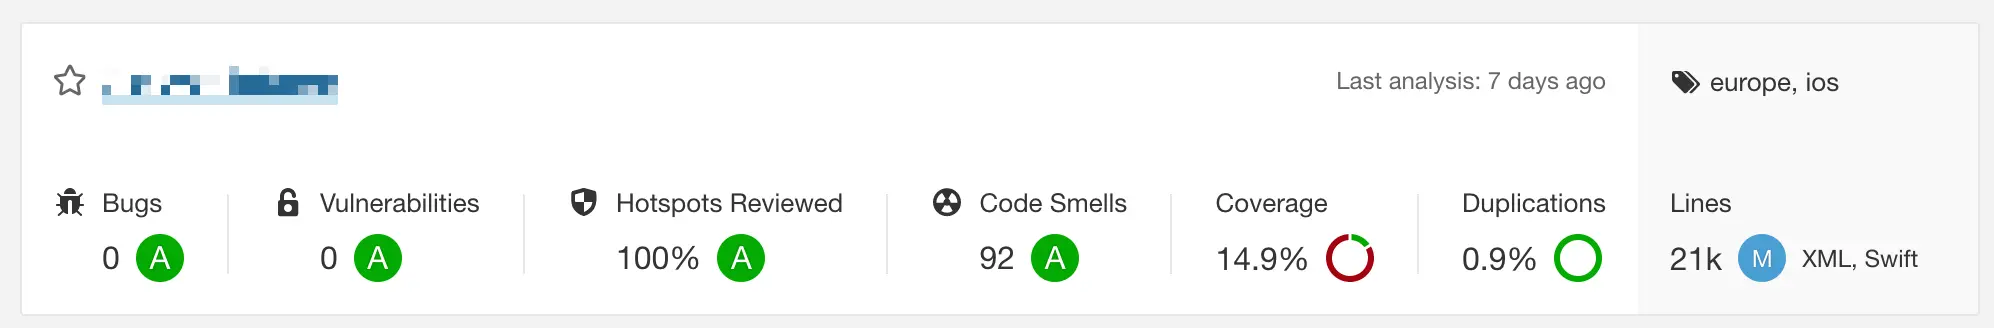 Last analysis: 7 days ago
europe, ios
Bugs
0 A
Vulnerabilities
0 A
Hotspots Reviewed
100% A
Code Smells
92 A
Coverage
14.9%
Duplications
0.9%
Lines
21k M XML, Swift